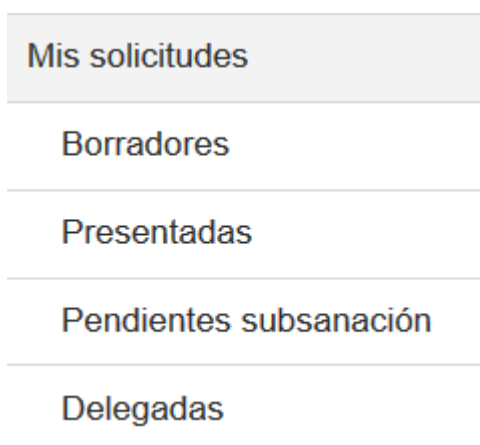 Mis solicitudes
Borradores
Presentadas
Pendientes subsanación
Delegadas